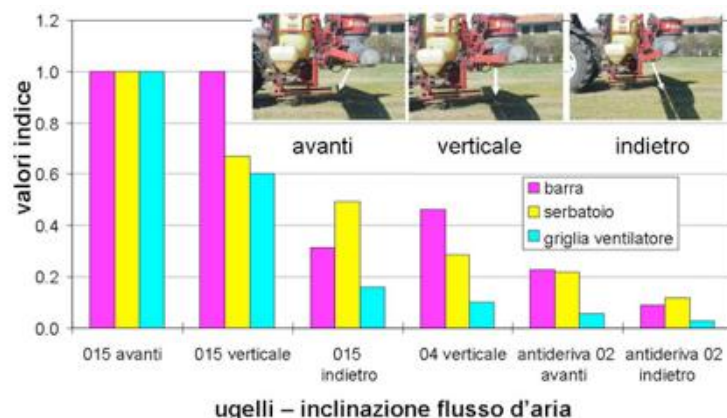 1.2
1.0
0.8
0.6
0.4
0.2
0.0
valori indice
avanti
verticale
indietro
barra
serbatoio
griglia ventilatore
015 avanti
015 verticale
015
indietro
04 verticale
antideriva 02
avanti
antideriva 02
indietro
ugelli – inclinazione flusso d'aria